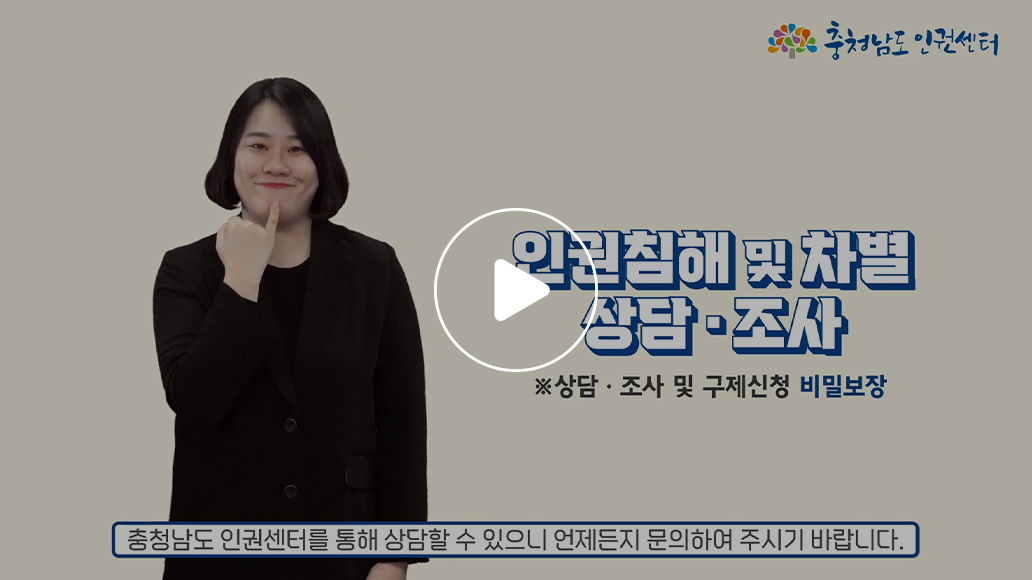 충청남도 인권센터
인권침해 및 차별
상담·조사
※상담·조사 및 구제신청 비밀보장
충청남도 인권센터를 통해 상담할 수 있으니 언제든지 문의하여 주시기 바랍니다.